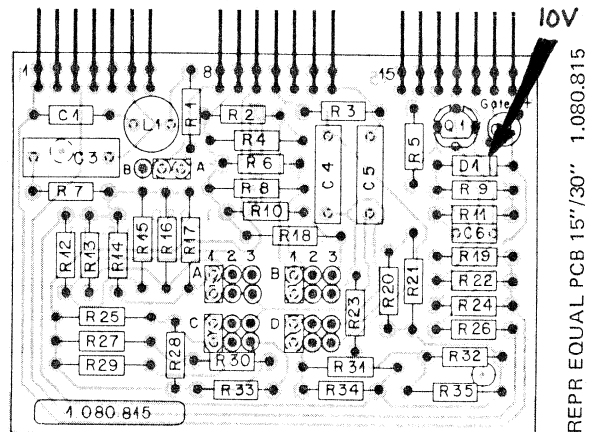 10V
1 8 15
C1 L1 R1 R2 R3 R5 Q1 Gate +
R4
C3 R6 C4 C5 D1
B A
R7 R8 R9
R10 R11
R12 R13 R14 R15 R16 R17 R18 C6
1 2 3 1 2 3 R19
A B R20 R21 R22
R23 R24
R25 C D R26
R27 R28 R30 R31 R32
R29
R33 R34 R35
1.080.815
REPR EQUAL PCB 15"/30" 1.080.815